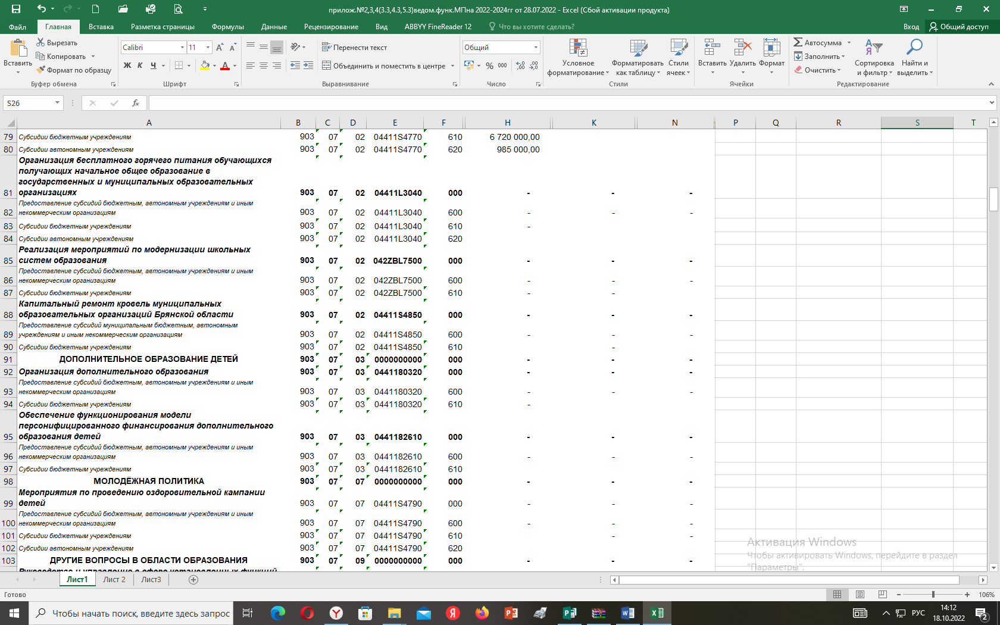 прилож.№2,3,4(3.3,4.3,5.3)ведом.функ.МПна 2022-2024гг от 28.07.2022 - Excel (Сбой активации продукта)
Файл Главная Вставка Разметка страницы Формулы Данные Рецензирование Вид ABBYY FineReader 12 Что вы хотите сделать? Вход Общий доступ
Вставить
Вырезать
Копировать
Формат по образцу
Буфер обмена
Calibri 11
Ж К Ч
Шрифт
Перенести текст
Объединить и поместить в центре
Выравнивание
Общий
% 000
Число
Условное форматирование
Форматировать как таблицу
Стили ячеек
Стили
Вставить Удалить Формат
Ячейки
Автосумма
Заполнить
Очистить
Сортировка и фильтр
Найти и выделить
Редактирование
S26 fx
A B C D E F H K N P Q R S T
79 Субсидии бюджетным учреждениям 903 07 02 04411S4770 610 6 720 000,00
80 Субсидии автономным учреждениям 903 07 02 04411S4770 620 985 000,00
Организация бесплатного горячего питания обучающихся
получающих начальное общее образование в
государственных и муниципальных образовательных
81 организациях 903 07 02 04411L3040 000 - - -
Предоставление субсидий бюджетным, автономным учреждениям и иным
82 некоммерческим организациям 903 07 02 04411L3040 600 - - -
83 Субсидии бюджетным учреждениям 903 07 02 04411L3040 610 -
84 Субсидии автономным учреждениям 903 07 02 04411L3040 620
Реализация мероприятий по модернизации школьных
85 систем образования 903 07 02 042ZBL7500 000 - - -
Предоставление субсидий бюджетным, автономным учреждениям и иным
86 некоммерческим организациям 903 07 02 042ZBL7500 600 - - -
87 Субсидии бюджетным учреждениям 903 07 02 042ZBL7500 610 - -
Капитальный ремонт кровель муниципальных
88 образовательных организаций Брянской области 903 07 02 04411S4850 000 - - -
Предоставление субсидий муниципальным бюджетным, автономным
89 учреждениям и иным некоммерческим организациям 903 07 02 04411S4850 600 - - -
90 Субсидии бюджетным учреждениям 903 07 02 04411S4850 610 -
91 ДОПОЛНИТЕЛЬНОЕ ОБРАЗОВАНИЕ ДЕТЕЙ 903 07 03 0000000000 000 - - -
92 Организация дополнительного образования 903 07 03 0441180320 000 - - -
Предоставление субсидий бюджетным, автономным учреждениям и иным
93 некоммерческим организациям 903 07 03 0441180320 600 - - -
94 Субсидии бюджетным учреждениям 903 07 03 0441180320 610 -
Обеспечение функционирования модели
персонифицированного финансирования дополнительного
95 образования детей 903 07 03 0441182610 000 - - -
Предоставление субсидий бюджетным, автономным учреждениям и иным
96 некоммерческим организациям 903 07 03 0441182610 600 - - -
97 Субсидии бюджетным учреждениям 903 07 03 0441182610 610
98 МОЛОДЁЖНАЯ ПОЛИТИКА 903 07 07 0000000000 000 - - -
Мероприятия по проведению оздоровительной кампании
99 детей 903 07 07 04411S4790 000 - - -
Предоставление субсидий бюджетным, автономным учреждениям и иным
100 некоммерческим организациям 903 07 07 04411S4790 600 - - -
101 Субсидии бюджетным учреждениям 903 07 07 04411S4790 610 - -
102 Субсидии автономным учреждениям 903 07 07 04411S4790 620
103 ДРУГИЕ ВОПРОСЫ В ОБЛАСТИ ОБРАЗОВАНИЯ 903 07 09 0000000000 000 - - -
Руководство и управление в сфере установленных функций
Активация Windows
Чтобы активировать Windows, перейдите в раздел
"Параметры".
Лист1 Лист 2 Лист3
Готово 106%
Чтобы начать поиск, введите здесь запрос
РУС 14:12
18.10.2022
2